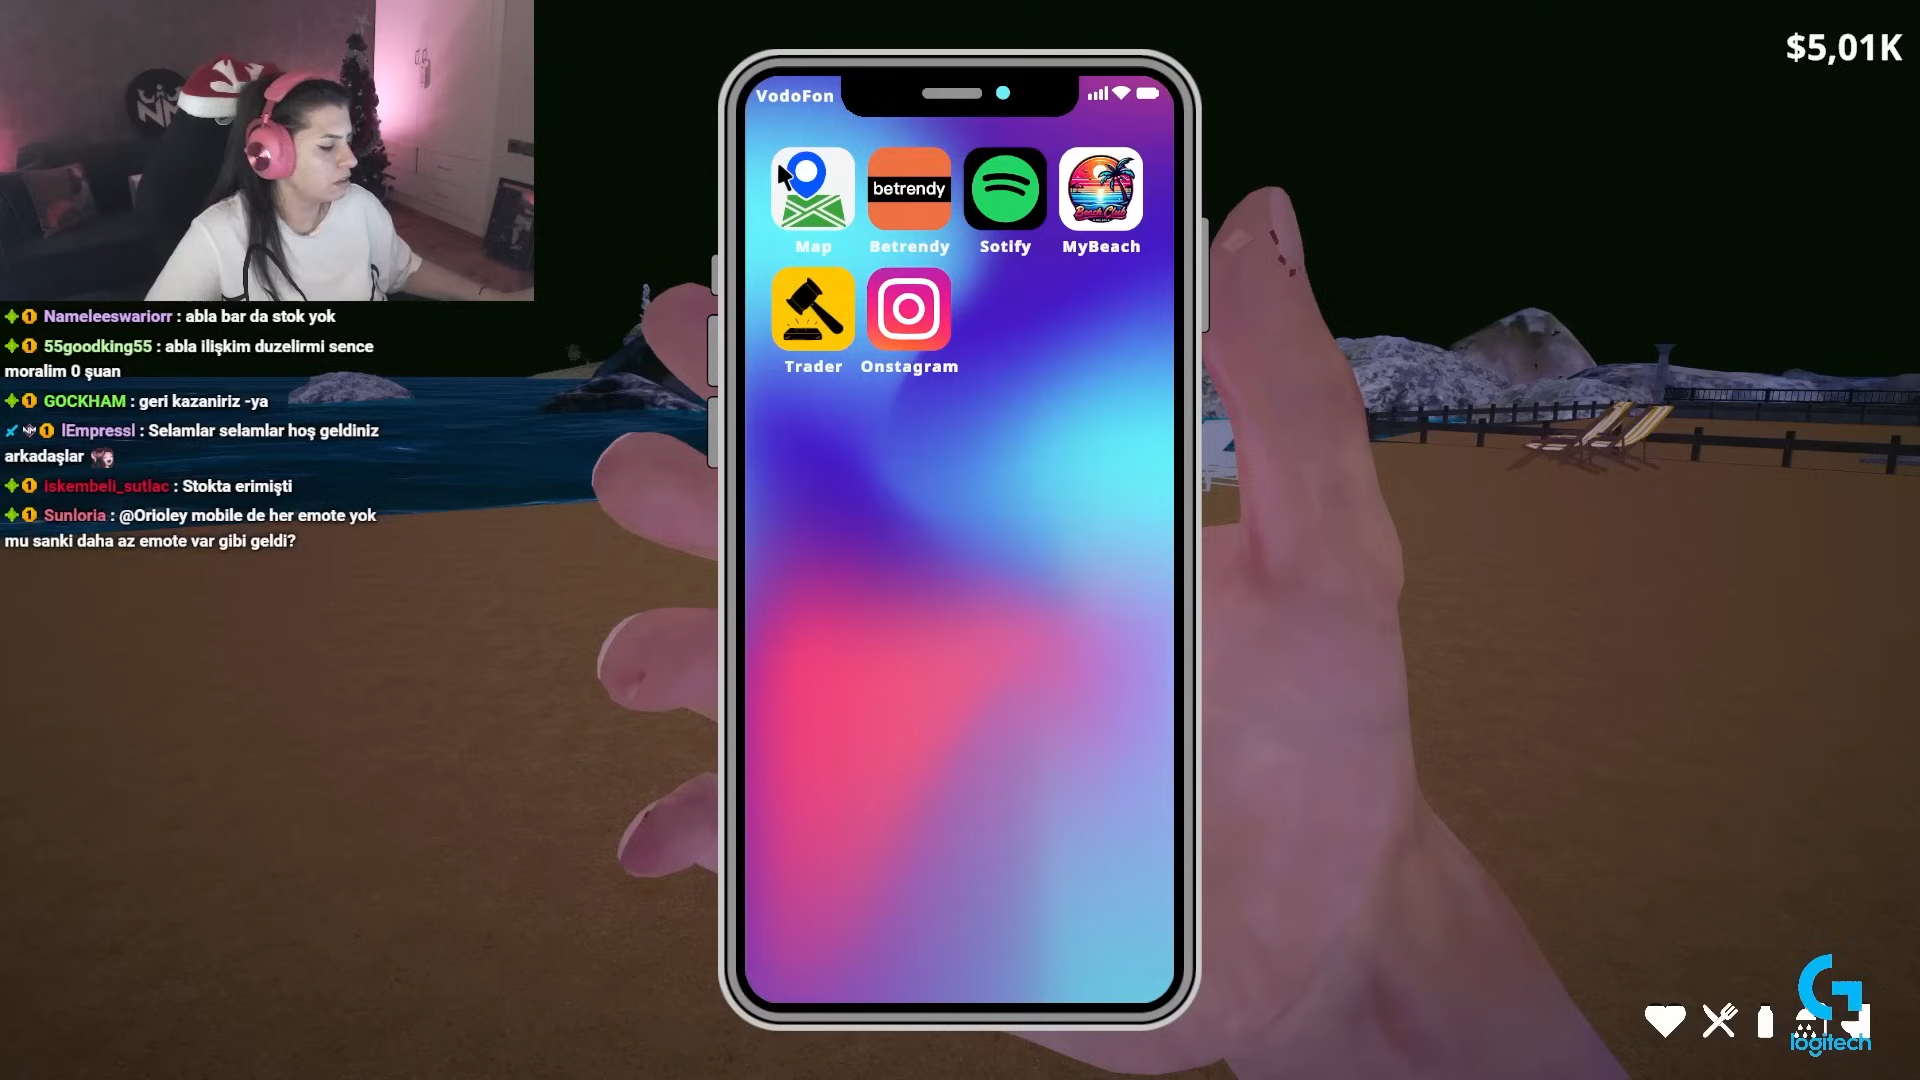 $5,01K
VodoFon
betrendy
Beach Club
Map
Betrendy
Sotify
MyBeach
Trader
Onstagram
Nameleeswariorr : abla bar da stok yok
55goodking55 : abla ilişkim duzelirmi sence
moralim 0 şuan
GOCKHAM : geri kazaniriz -ya
lEmpressl : Selamlar selamlar hoş geldiniz
arkadaşlar
iskembeli_sutlac : Stokta erimişti
Sunloria : @Orioley mobile de her emote yok
mu sanki daha az emote var gibi geldi?
logitech